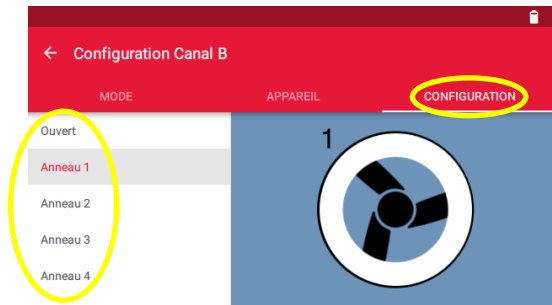 Configuration Canal B
MODE APPAREIL CONFIGURATION
Ouvert
Anneau 1
Anneau 2
Anneau 3
Anneau 4
1